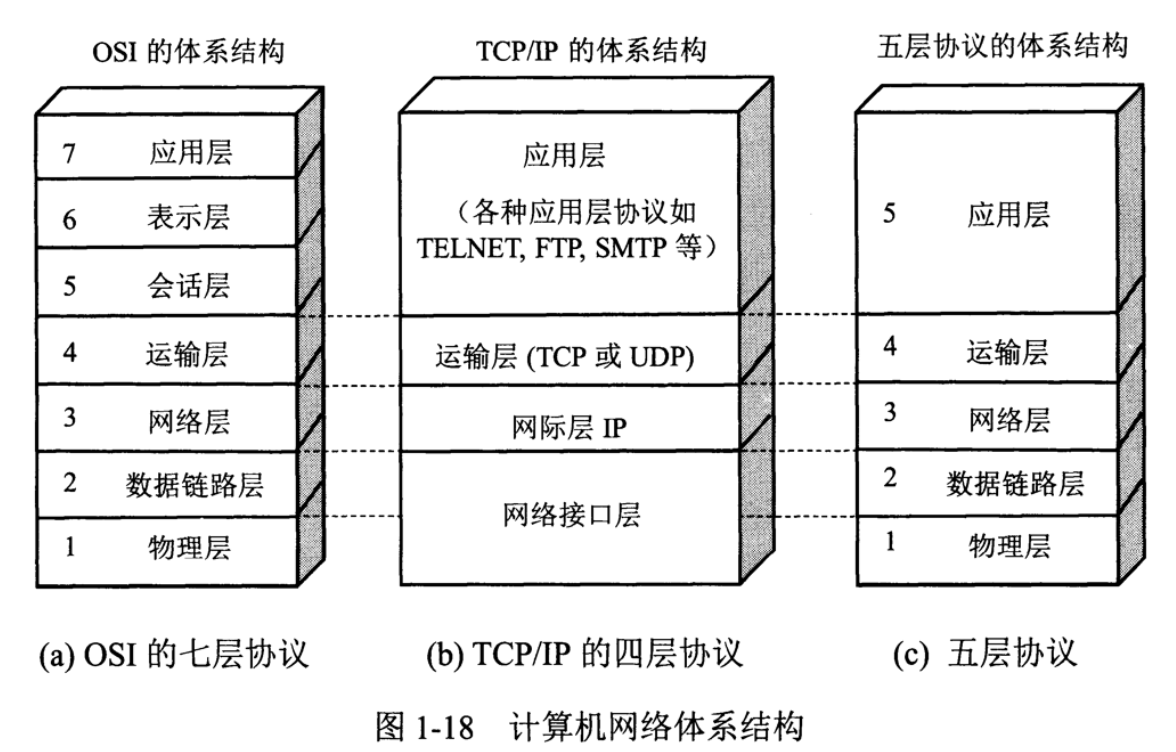 OSI 的体系结构
7 应用层
6 表示层
5 会话层
4 运输层
3 网络层
2 数据链路层
1 物理层
(a) OSI 的七层协议
TCP/IP 的体系结构
应用层
（各种应用层协议如
TELNET, FTP, SMTP 等）
运输层 (TCP 或 UDP)
网际层 IP
网络接口层
(b) TCP/IP 的四层协议
五层协议的体系结构
5 应用层
4 运输层
3 网络层
2 数据链路层
1 物理层
(c) 五层协议
图 1-18 计算机网络体系结构